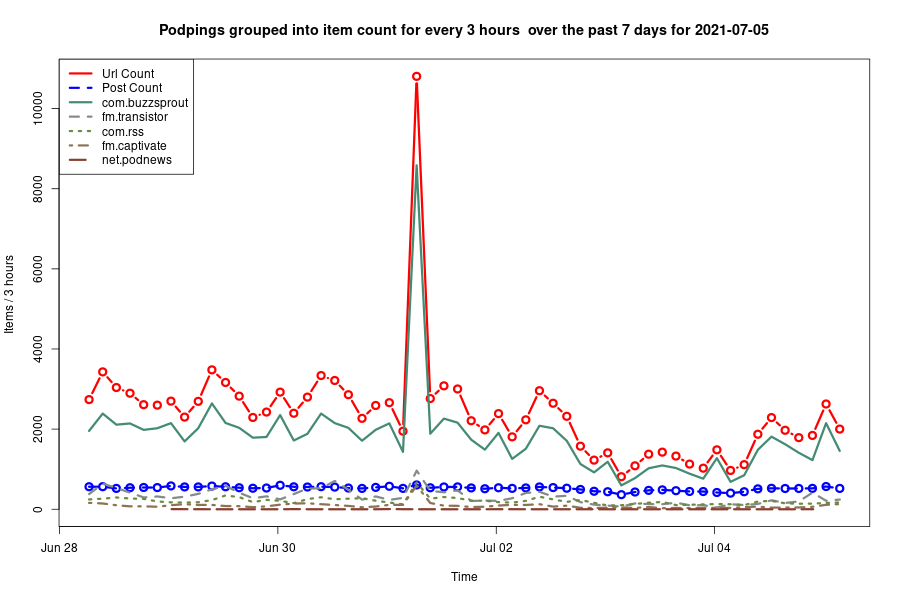 Podpings grouped into item count for every 3 hours  over the past 7 days for 2021-07-05
Url Count
Post Count
com.buzzsprout
fm.transistor
com.rss
fm.captivate
net.podnews
Items / 3 hours
10000
8000
6000
4000
2000
0
Jun 28
Jun 30
Jul 02
Jul 04
Time